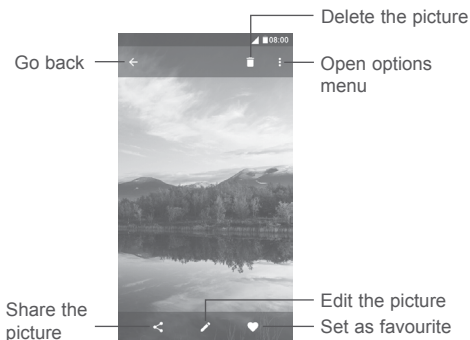 Delete the picture
08:00
Go back
Open options
menu
Share the
picture
Edit the picture
Set as favourite